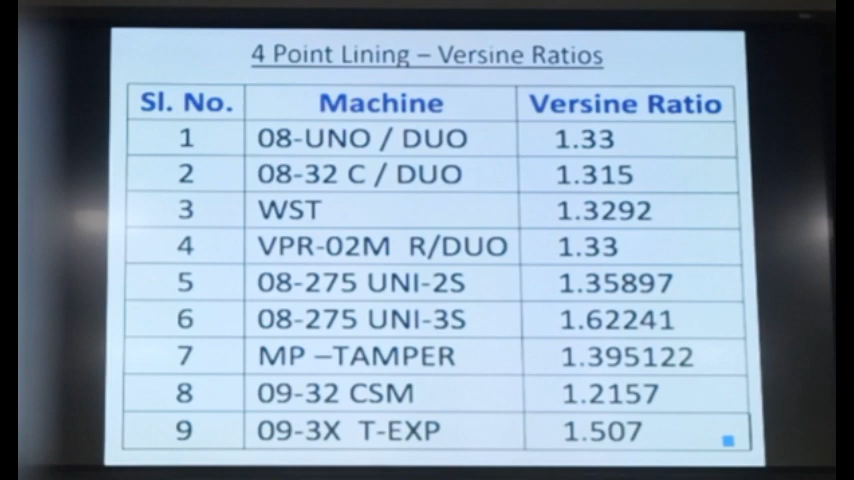 4 Point Lining – Versine Ratios
Sl. No. Machine Versine Ratio
1 08-UNO / DUO 1.33
2 08-32 C / DUO 1.315
3 WST 1.3292
4 VPR-02M R/DUO 1.33
5 08-275 UNI-2S 1.35897
6 08-275 UNI-3S 1.62241
7 MP –TAMPER 1.395122
8 09-32 CSM 1.2157
9 09-3X T-EXP 1.507